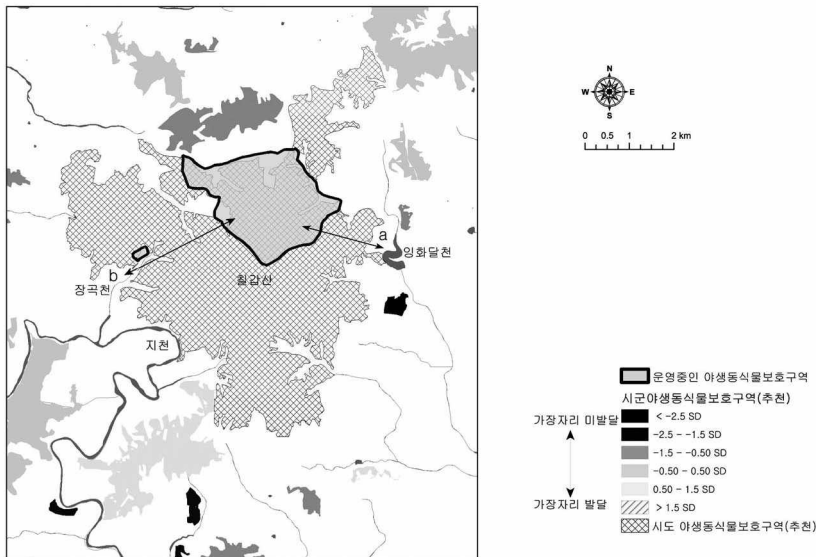 N
W E
S
0 0.5 1 2 km
a
잉화달천
b
장곡천
칠갑산
지천
운영중인 야생동식물보호구역
시군야생동식물보호구역(추천)
가장자리 미발달
가장자리 발달
< -2.5 SD
-2.5 - -1.5 SD
-1.5 - -0.50 SD
-0.50 - 0.50 SD
0.50 - 1.5 SD
> 1.5 SD
시도 야생동식물보호구역(추천)